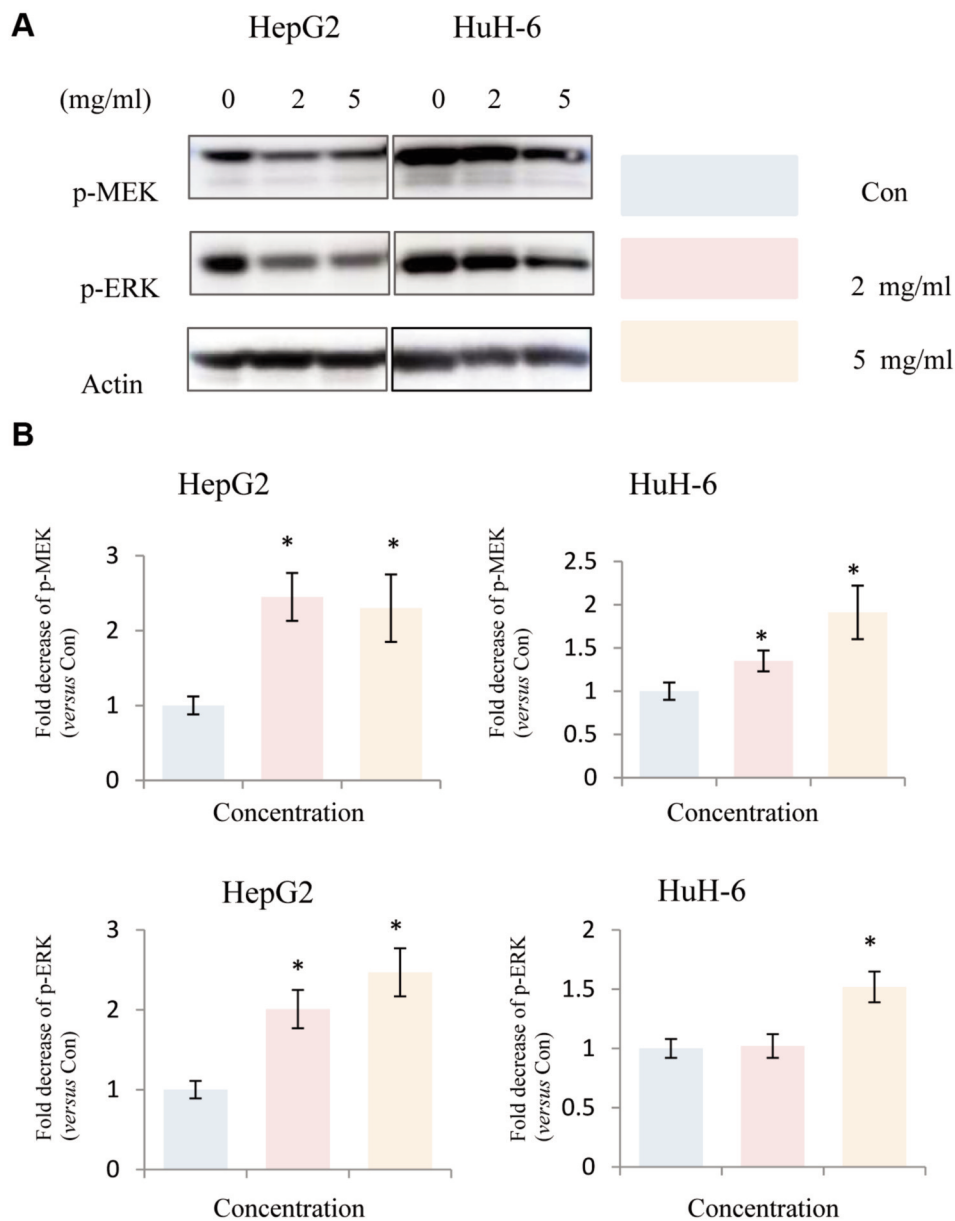 A
HepG2 HuH-6
(mg/ml) 0 2 5 0 2 5
p-MEK
Con
p-ERK
2 mg/ml
Actin
5 mg/ml
B
HepG2
Fold decrease of p-MEK
(versus Con)
3
2
1
0
* *
Concentration
HuH-6
Fold decrease of p-MEK
(versus Con)
2.5
2
1.5
1
0.5
0
* *
Concentration
HepG2
Fold decrease of p-ERK
(versus Con)
3
2
1
0
* *
Concentration
HuH-6
Fold decrease of p-ERK
(versus Con)
2
1.5
1
0.5
0
*
Concentration